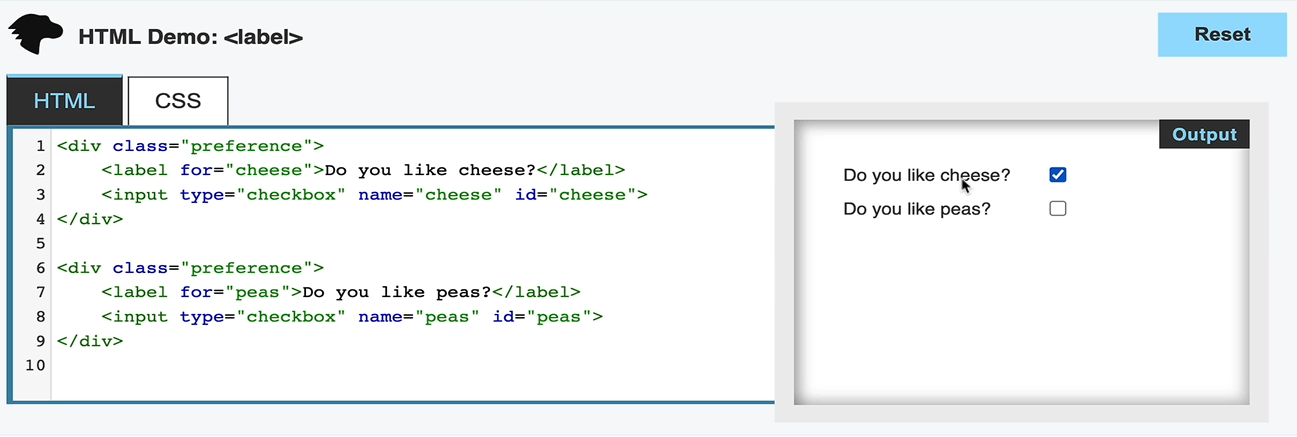 HTML Demo: <label>
Reset
HTML
CSS
Output
1 <div class="preference">
2     <label for="cheese">Do you like cheese?</label>
3     <input type="checkbox" name="cheese" id="cheese">
4 </div>
5
6 <div class="preference">
7     <label for="peas">Do you like peas?</label>
8     <input type="checkbox" name="peas" id="peas">
9 </div>
10
Do you like cheese?
Do you like peas?